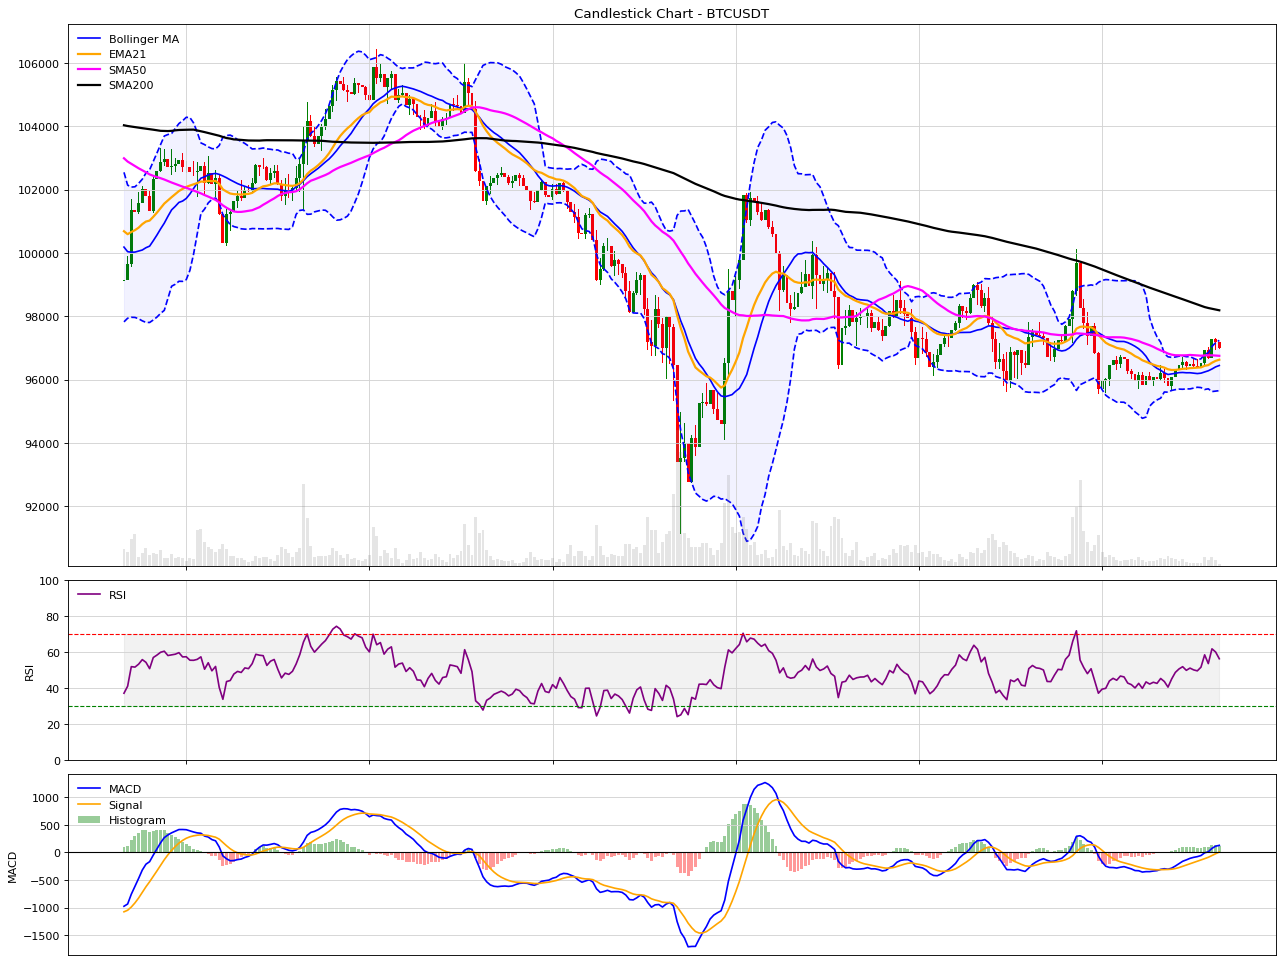 Candlestick Chart - BTCUSDT
Bollinger MA
EMA21
SMA50
SMA200
106000
104000
102000
100000
98000
96000
94000
92000
RSI
RSI
100
80
60
40
20
0
MACD
Signal
Histogram
MACD
1000
500
0
−500
−1000
−1500